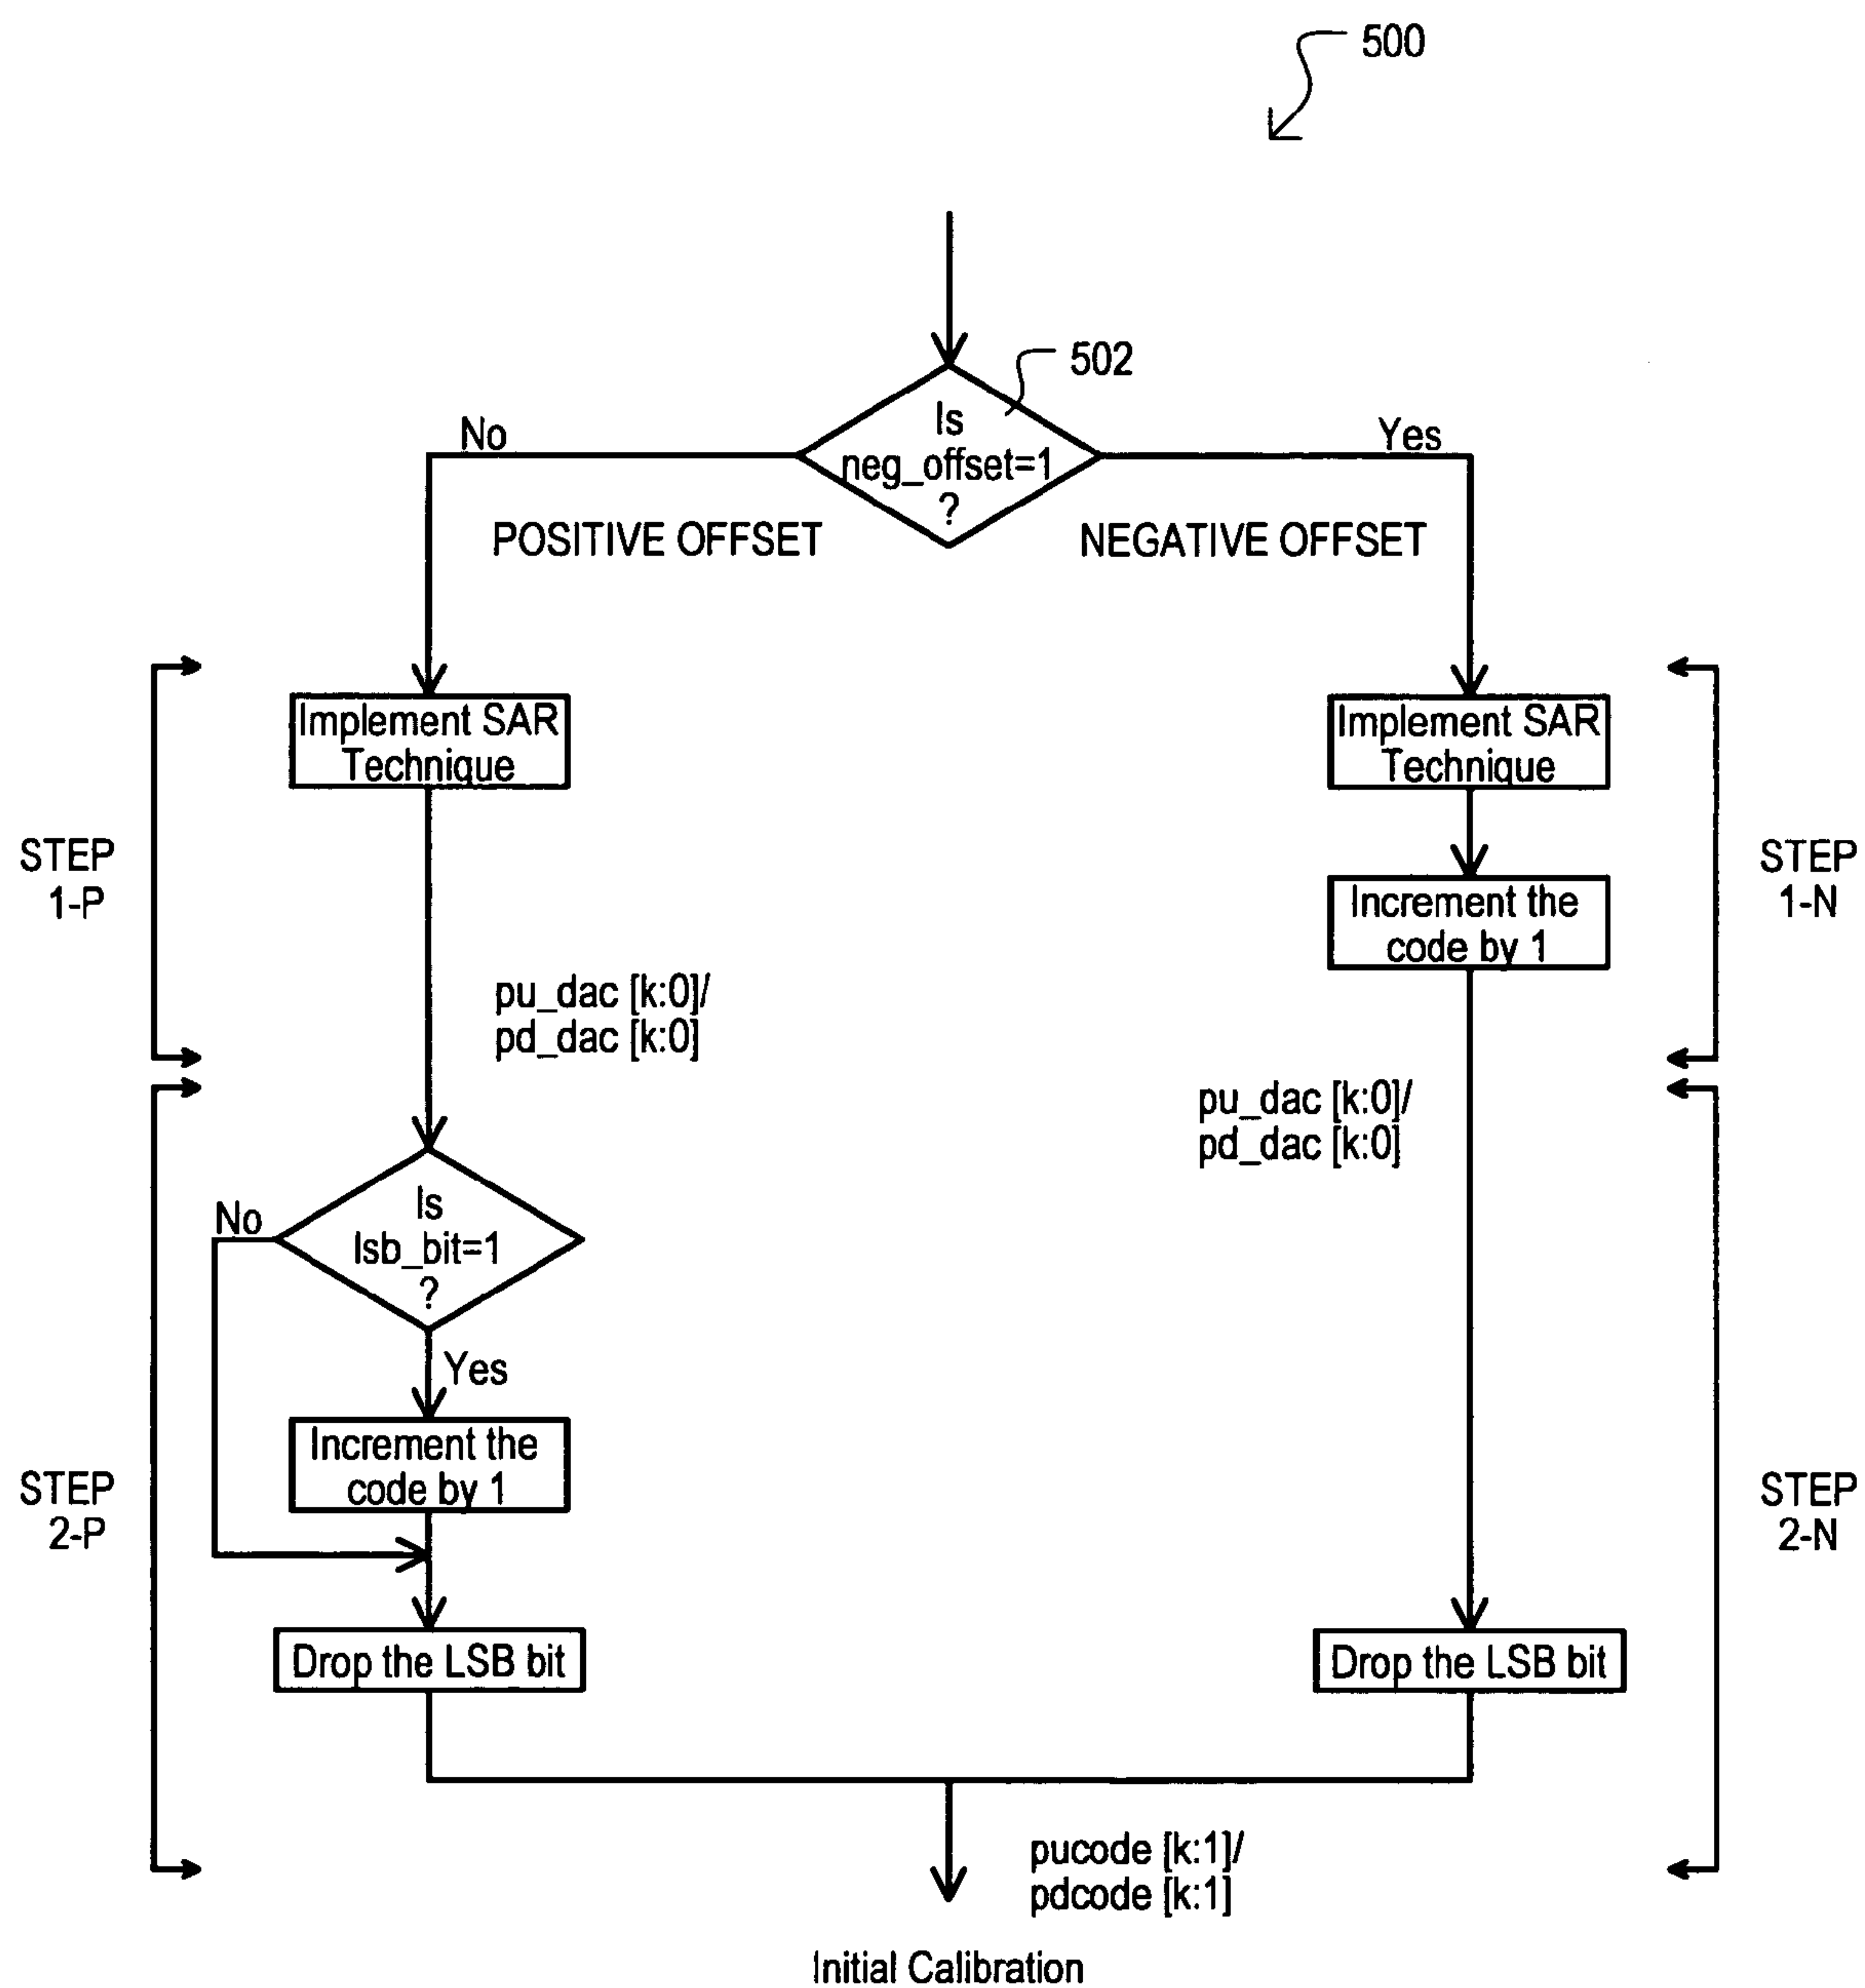 500
502
Is
neg_offset=1
?
No
Yes
POSITIVE OFFSET
NEGATIVE OFFSET
Implement SAR
Technique
Implement SAR
Technique
STEP
1-P
STEP
1-N
Increment the
code by 1
pu_dac [k:0]/
pd_dac [k:0]
pu_dac [k:0]/
pd_dac [k:0]
Is
lsb_bit=1
?
No
Yes
Increment the
code by 1
STEP
2-P
STEP
2-N
Drop the LSB bit
Drop the LSB bit
pucode [k:1]/
pdcode [k:1]
Initial Calibration